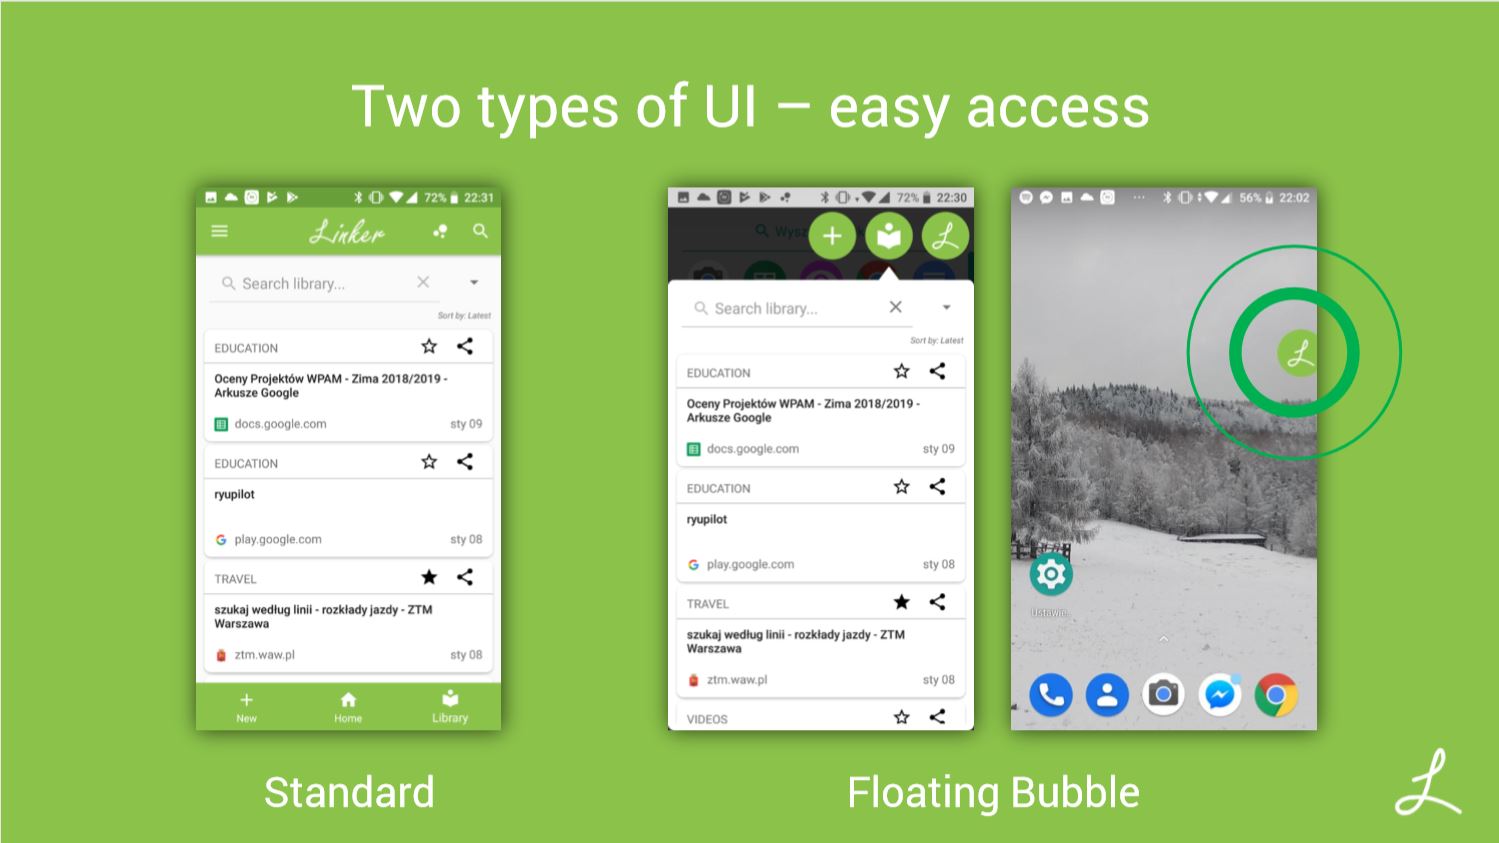 Two types of UI – easy access
72% 22:31
Linker
Search library...
Sort by: Latest
EDUCATION
Oceny Projektów WPAM - Zima 2018/2019 -
Arkusze Google
docs.google.com sty 09
EDUCATION
ryupilot
play.google.com sty 08
TRAVEL
szukaj według linii - rozkłady jazdy - ZTM
Warszawa
ztm.waw.pl sty 08
New Home Library
Standard
72% 22:30
Wysz
L
Search library...
Sort by: Latest
EDUCATION
Oceny Projektów WPAM - Zima 2018/2019 -
Arkusze Google
docs.google.com sty 09
EDUCATION
ryupilot
play.google.com sty 08
TRAVEL
szukaj według linii - rozkłady jazdy - ZTM
Warszawa
ztm.waw.pl sty 08
VIDEOS
56% 22:02
L
Ustawie...
Floating Bubble
L